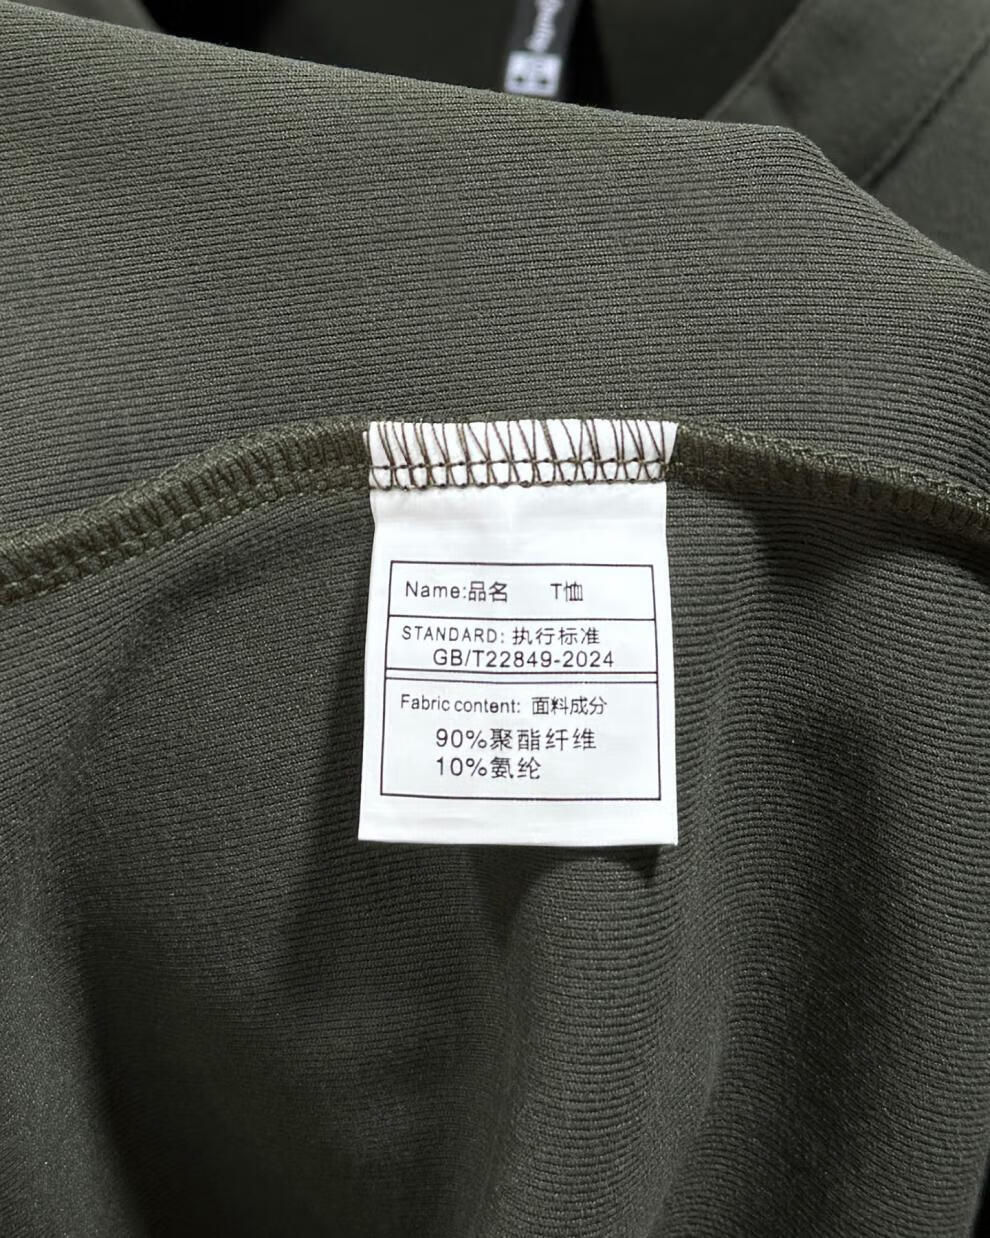 Name:品名 T恤
STANDARD: 执行标准
GB/T22849-2024
Fabric content: 面料成分
90%聚酯纤维
10%氨纶